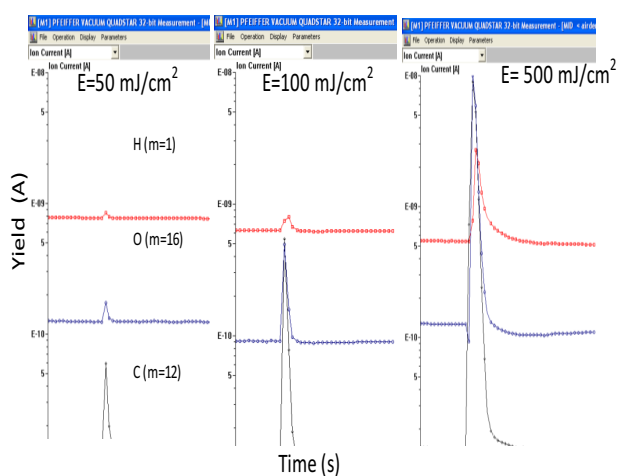 [M1] PFEIFFER VACUUM QUADSTAR 32-bit Measurement - [MI
File Operation Display Parameters
Ion Current [A]
Ion Current [A]
E-08
E=50 mJ/cm2
5
H (m=1)
E-09
O (m=16)
5
E-10
C (m=12)
5
[M1] PFEIFFER VACUUM QUADSTAR 32-bit Measurement - [M
File Operation Display Parameters
Ion Current [A]
Ion Current [A]
E-08
E=100 mJ/cm2
5
E-09
5
E-10
5
[M1] PFEIFFER VACUUM QUADSTAR 32-bit Measurement - [MID < airde
File Operation Display Parameters
Ion Current [A]
Ion Current [A]
E= 500 mJ/cm2
E-08
5
E-09
5
E-10
5
Yield (A)
Time (s)